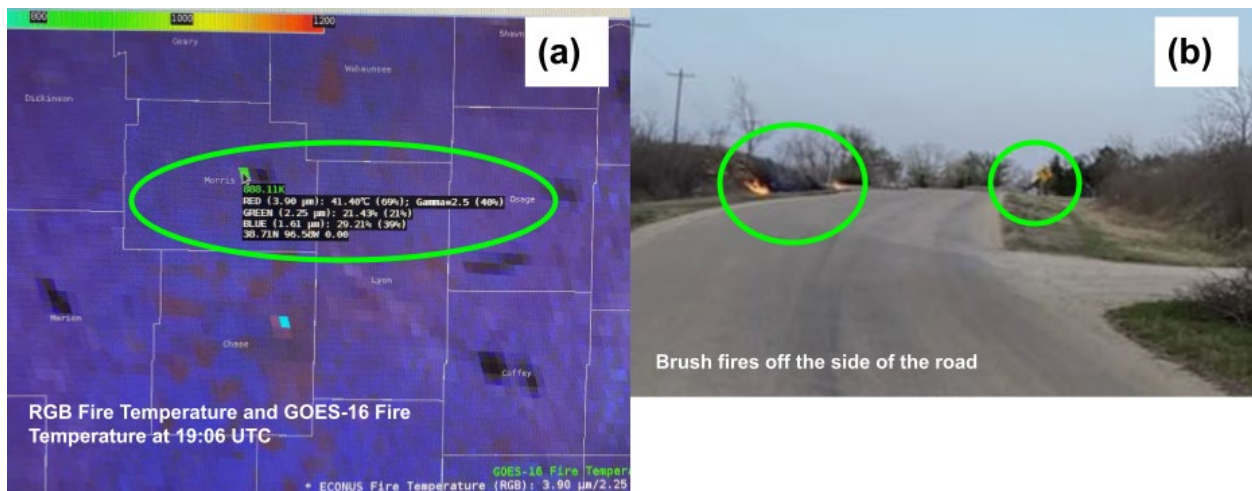 800 1000 1200
(a)
Geary
Shawn
Wabaunsee
Dickinson
Morris
888.11K
RED (3.90 µm): 41.40°C (69%); Gamma=2.5 (40%)
Osage
GREEN (2.25 µm): 21.43% (21%)
BLUE (1.61 µm): 29.21% (39%)
38.71N 96.58W 0.00
Lyon
Marion
Chase
Coffey
RGB Fire Temperature and GOES-16 Fire
Temperature at 19:06 UTC
GOES-16 Fire Tempera
* ECONUS Fire Temperature (RGB): 3.90 µm/2.25
(b)
Brush fires off the side of the road